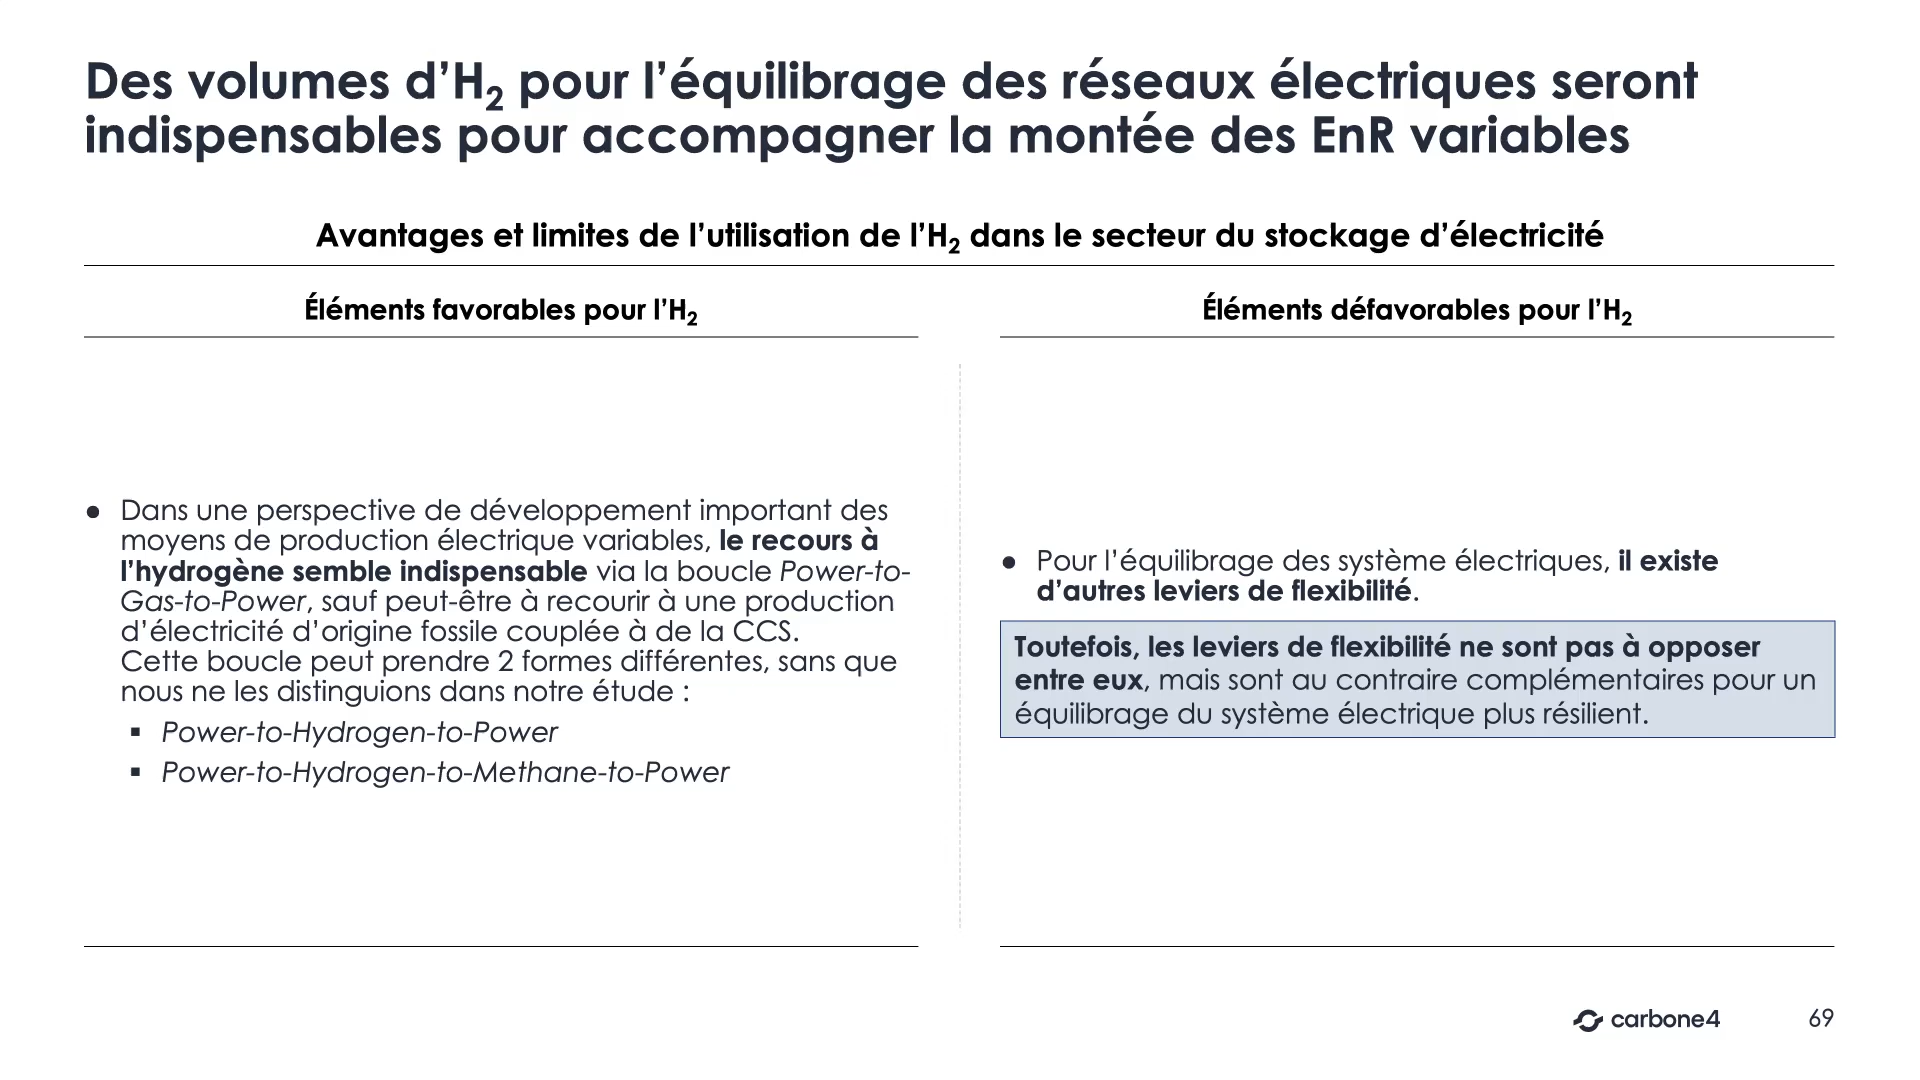 Des volumes d’H₂ pour l’équilibrage des réseaux électriques seront
indispensables pour accompagner la montée des EnR variables
Avantages et limites de l’utilisation de l’H₂ dans le secteur du stockage d’électricité
Éléments favorables pour l’H₂
● Dans une perspective de développement important des
moyens de production électrique variables, le recours à
l’hydrogène semble indispensable via la boucle Power-to-
Gas-to-Power, sauf peut-être à recourir à une production
d’électricité d’origine fossile couplée à de la CCS.
Cette boucle peut prendre 2 formes différentes, sans que
nous ne les distinguions dans notre étude :
▪ Power-to-Hydrogen-to-Power
▪ Power-to-Hydrogen-to-Methane-to-Power
Éléments défavorables pour l’H₂
● Pour l’équilibrage des système électriques, il existe
d’autres leviers de flexibilité.
Toutefois, les leviers de flexibilité ne sont pas à opposer
entre eux, mais sont au contraire complémentaires pour un
équilibrage du système électrique plus résilient.
carbone4
69